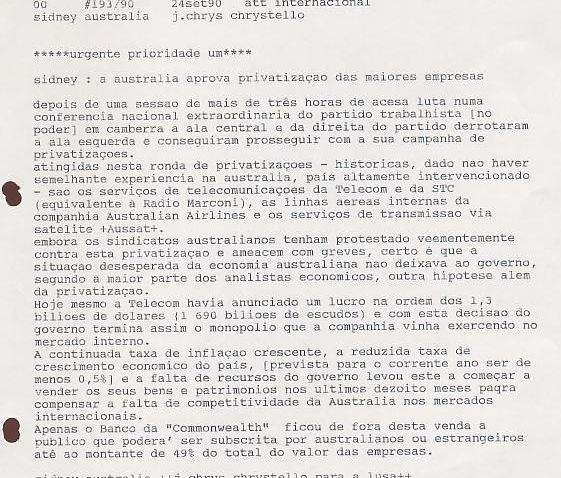 00 #193/90 24set90 att internacional
sidney australia j.chrys chrystello
*****urgente prioridade um****
sidney : a australia aprova privatizaçao das maiores empresas
depois de uma sessao de mais de três horas de acesa luta numa
conferencia nacional extraordinaria do partido trabalhista [no
poder] em camberra a ala central e da direita do partido derrotaram
a ala esquerda e conseguiram prosseguir com a sua campanha de
privatizaçoes.
atingidas nesta ronda de privatizaçoes - historicas, dado nao haver
semelhante experiencia na australia, país altamente intervencionado
- sao os serviços de telecomunicaçoes da Telecom e da STC
(equivalente à Radio Marconi), as linhas aereas internas da
companhia Australian Airlines e os serviços de transmissao via
satelite +Aussat+.
embora os sindicatos australianos tenham protestado veementemente
contra esta privatizaçao e ameacem com greves, certo é que a
situaçao desesperada da economia australiana nao deixava ao governo,
segundo a maior parte dos analistas economicos, outra hipotese alem
da privatizaçao.
Hoje mesmo a Telecom havia anunciado um lucro na ordem dos 1,3
bilioes de dolares {1 690 bilioes de escudos) e com esta decisao do
governo termina assim o monopolio que a companhia vinha exercendo no
mercado interno.
A continuada taxa de inflaçao crescente, a reduzida taxa de
crescimento economico do país, [prevista para o corrente ano ser de
menos 0,5%] e a falta de recursos do governo levou este a começar a
vender os seus bens e patrimonios nos ultimos dezoito meses paqra
compensar a falta de competitividade da Australia nos mercados
internacionais.
Apenas o Banco da "Commonwealth" ficou de fora desta venda a
publico que podera' ser subscrita por australianos ou estrangeiros
até ao montante de 49% do total do valor das empresas.
sidney australia ++j.chrys chrystello para a lusa++